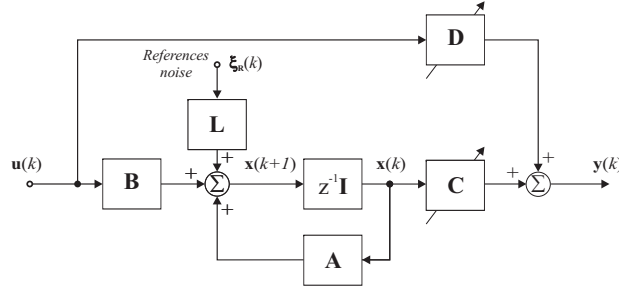 D
References
noise
ξR(k)
L
u(k)
B
+
+
Σ
+
x(k+1)
z-1I
x(k)
C
+
+
Σ
y(k)
A